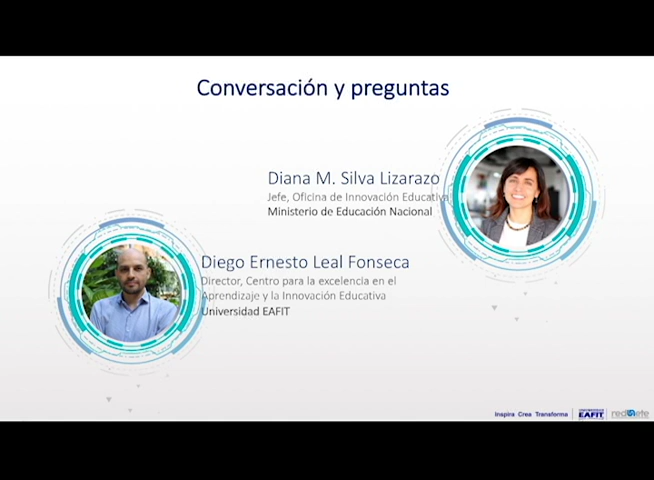 Conversación y preguntas
Diana M. Silva Lizarazo
Jefe, Oficina de Innovación Educativa
Ministerio de Educación Nacional
Diego Ernesto Leal Fonseca
Director, Centro para la excelencia en el
Aprendizaje y la Innovación Educativa
Universidad EAFIT
Inspira Crea Transforma
EAFIT